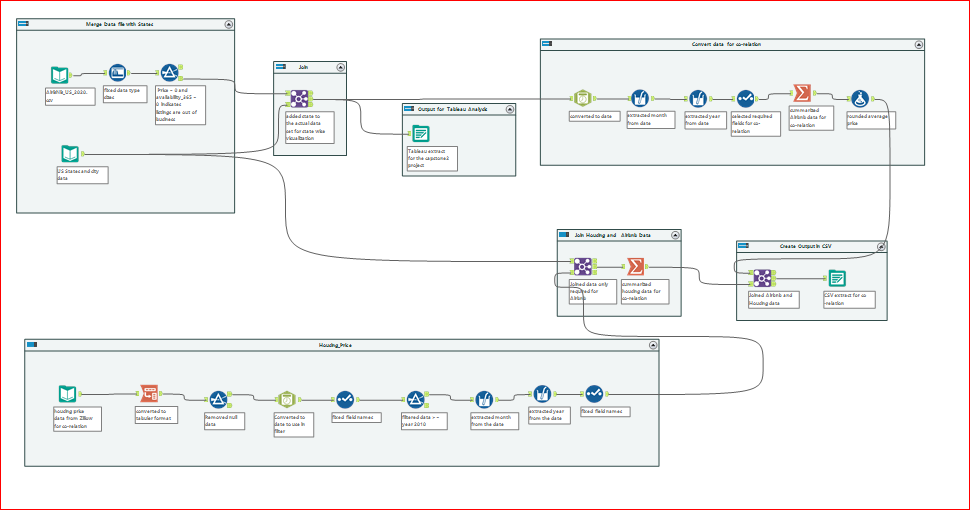 Merge Data file with States
AIRBNB_US_2020.
csv
fixed data type
dites
Price = 0 and
availability_365 =
0 indicates
listings are out of
business
US States and city
data
Join
added state to
the actual data
set for state wise
vizualization
Output for Tableau Analysis
Tableau extract
for the capstone2
project
Convert data for co-relation
converted to date
extracted month
from date
extracted year
from date
selected required
fields for co-
relation
summarized
AirBnb data for
co-relation
rounded average
price
Join Housing and AirBnb Data
Joined data only
required for
AirBnb
summarized
housing data for
co-relation
Create Output in CSV
Joined AirBnb and
Housing data
CSV extract for co
-relation
Housing_Price
housing price
data from Zillow
for co-relation
converted to
tabular format
Removed null
data
Converted to
date to use in
filter
fixed field names
filtered data > =
year 2010
extracted month
from the date
extracted year
from the date
fixed field names